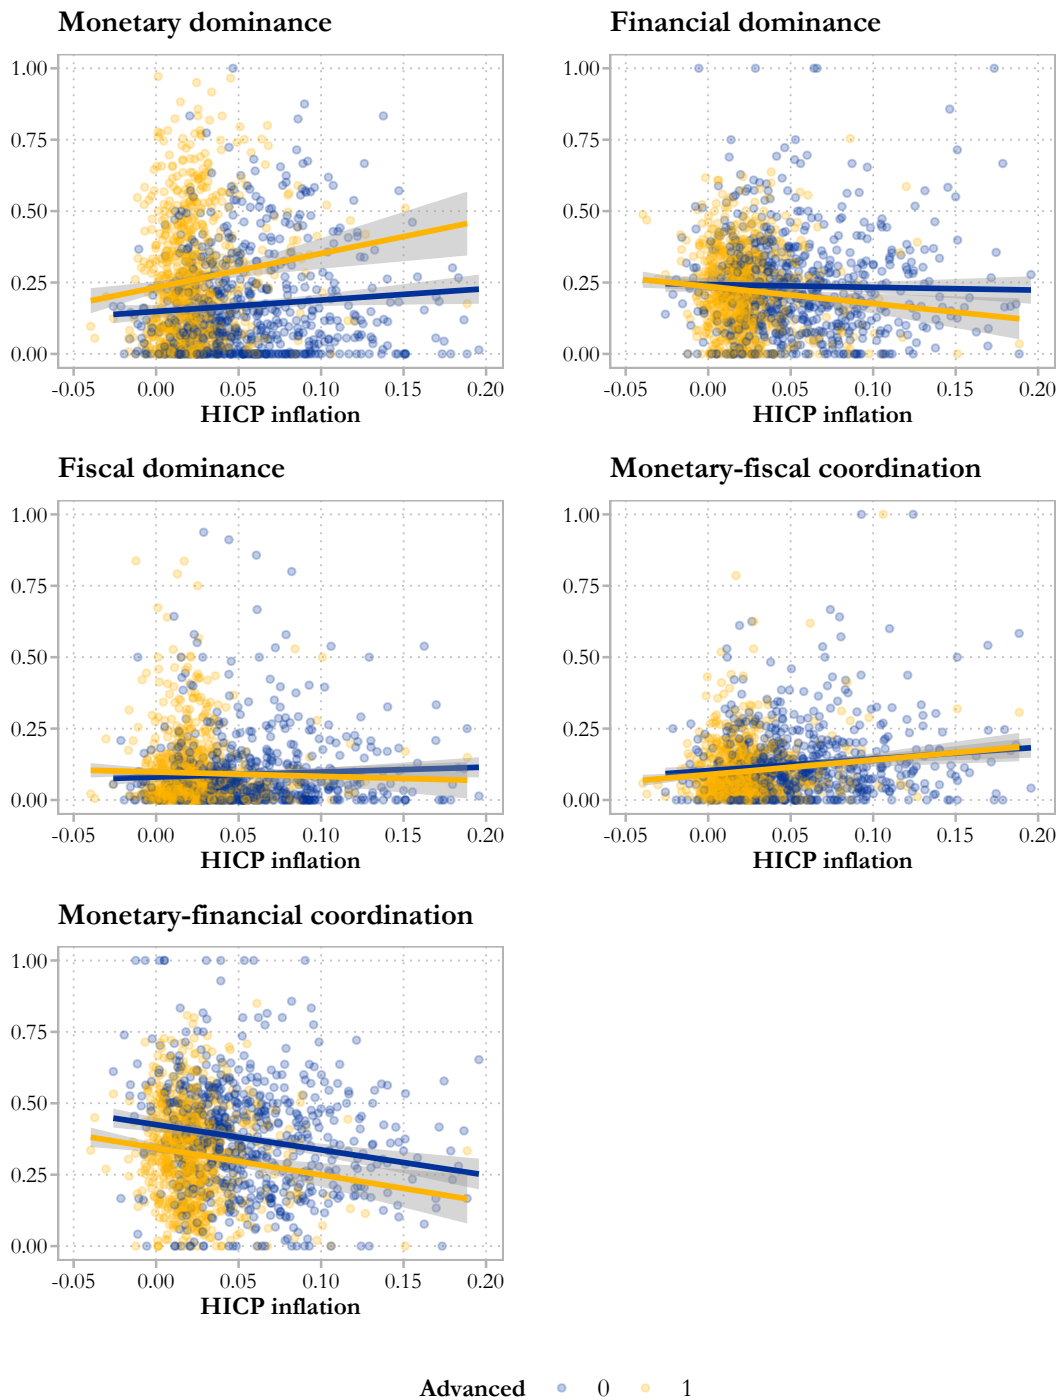 Monetary dominance
1.00
0.75
0.50
0.25
0.00
-0.05 0.00 0.05 0.10 0.15 0.20
HICP inflation
Financial dominance
1.00
0.75
0.50
0.25
0.00
-0.05 0.00 0.05 0.10 0.15 0.20
HICP inflation
Fiscal dominance
1.00
0.75
0.50
0.25
0.00
-0.05 0.00 0.05 0.10 0.15 0.20
HICP inflation
Monetary-fiscal coordination
1.00
0.75
0.50
0.25
0.00
-0.05 0.00 0.05 0.10 0.15 0.20
HICP inflation
Monetary-financial coordination
1.00
0.75
0.50
0.25
0.00
-0.05 0.00 0.05 0.10 0.15 0.20
HICP inflation
Advanced 0 1